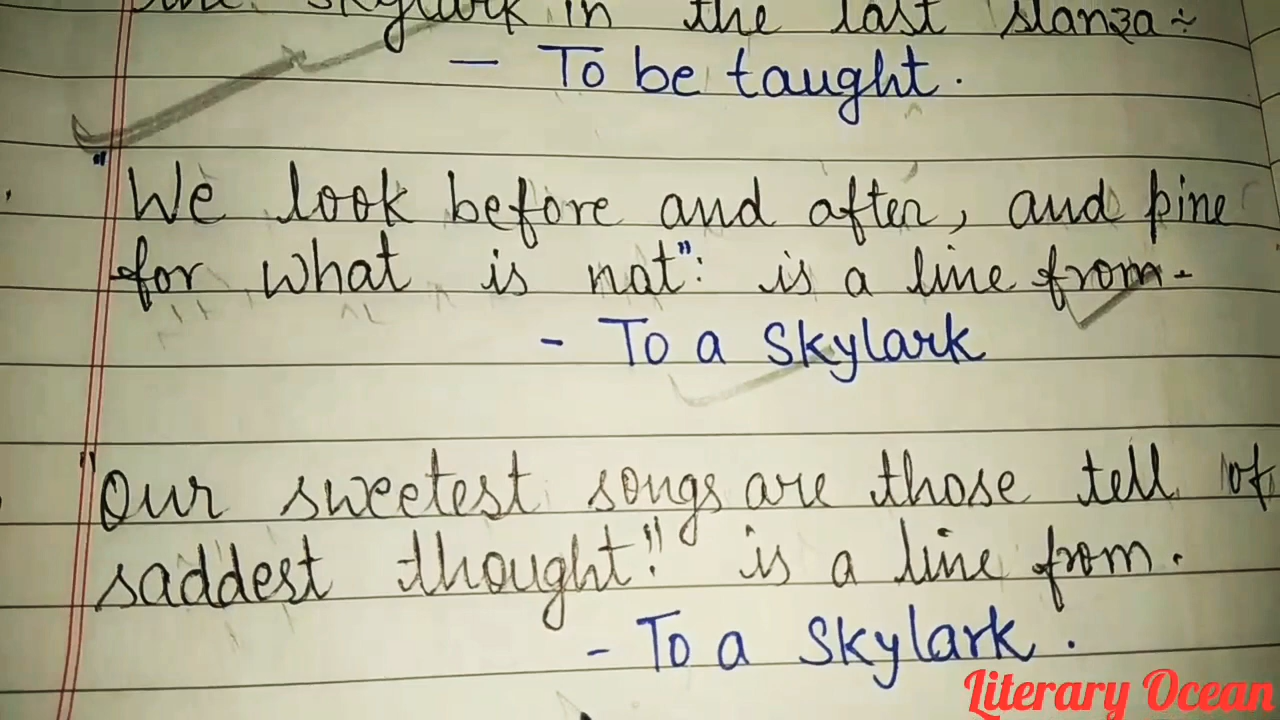 skylark in the last stanza÷
— To be taught.
"We look before and after, and pine
for what is not": is a line from-
- To a Skylark
"Our sweetest songs are those tell of
saddest thought". is a line from.
- To a Skylark.
Literary Ocean